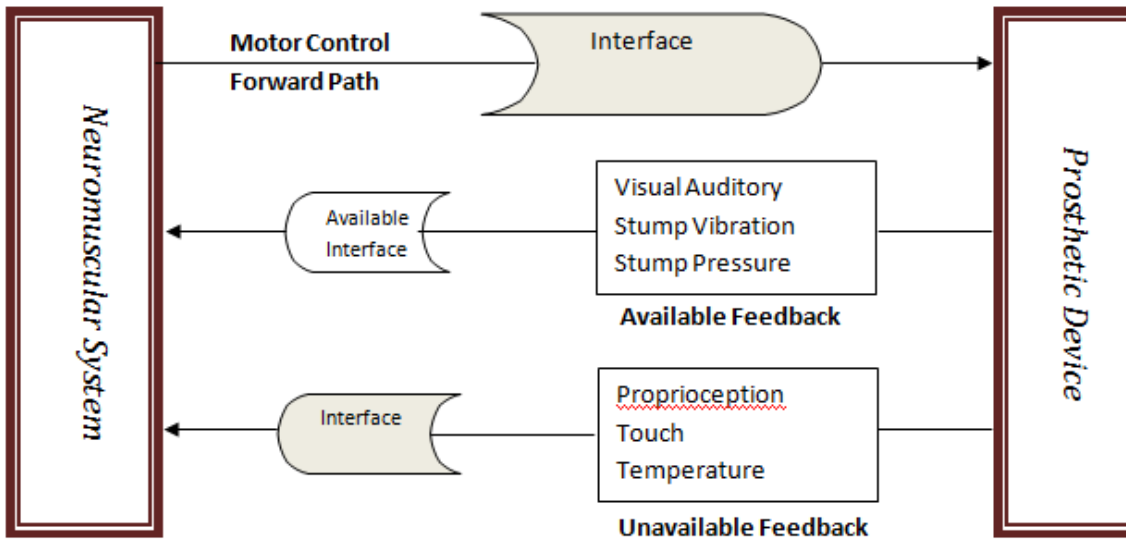 Neuromuscular System
Motor Control
Forward Path
Interface
Prosthetic Device
Available
Interface
Visual Auditory
Stump Vibration
Stump Pressure
Available Feedback
Interface
Proprioception
Touch
Temperature
Unavailable Feedback